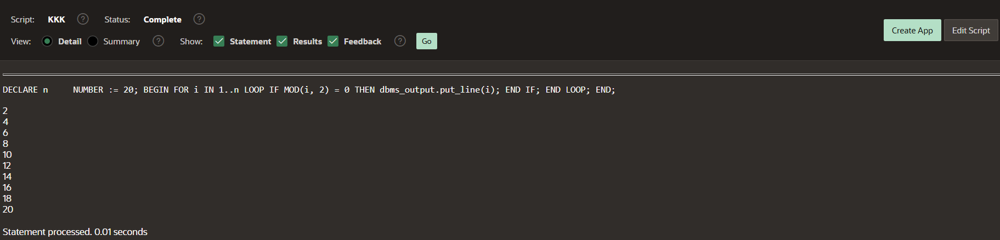 Script: KKK ? Status: Complete ?
Create App Edit Script
View: Detail Summary ? Show: Statement Results Feedback ? Go
DECLARE n     NUMBER := 20; BEGIN FOR i IN 1..n LOOP IF MOD(i, 2) = 0 THEN dbms_output.put_line(i); END IF; END LOOP; END;
2
4
6
8
10
12
14
16
18
20
Statement processed. 0.01 seconds